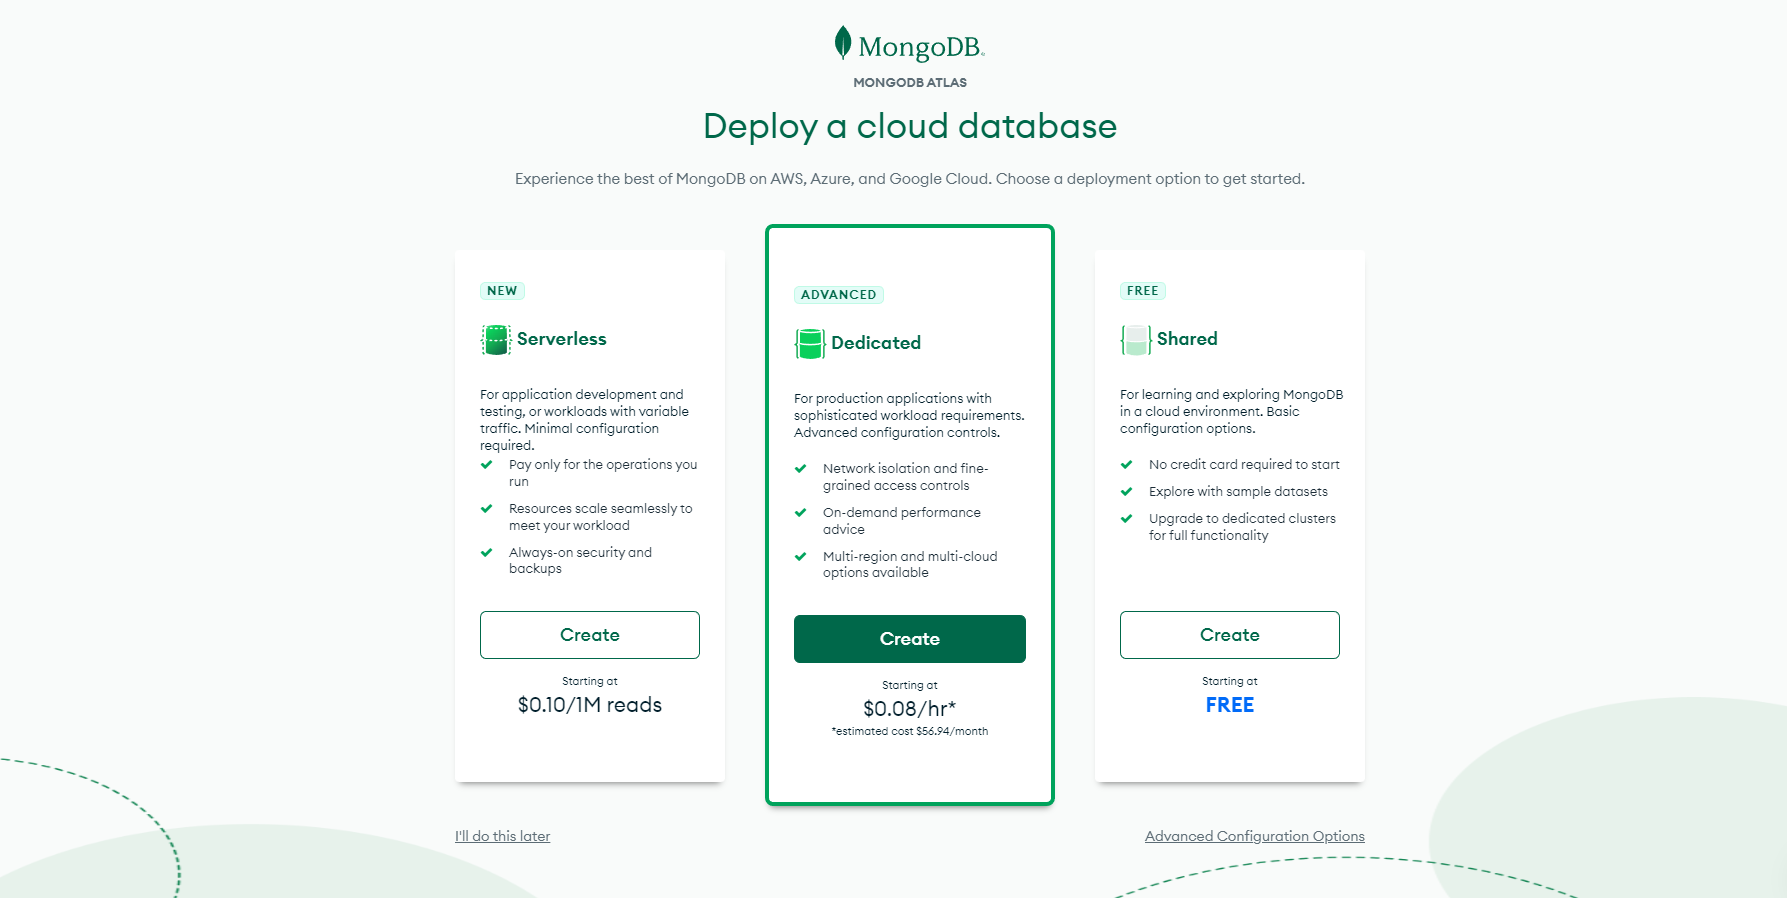 MongoDB
MONGODB ATLAS
Deploy a cloud database
Experience the best of MongoDB on AWS, Azure, and Google Cloud. Choose a deployment option to get started.
NEW
Serverless
For application development and
testing, or workloads with variable
traffic. Minimal configuration
required.
Pay only for the operations you
run
Resources scale seamlessly to
meet your workload
Always-on security and
backups
Create
Starting at
$0.10/1M reads
ADVANCED
Dedicated
For production applications with
sophisticated workload requirements.
Advanced configuration controls.
Network isolation and fine-
grained access controls
On-demand performance
advice
Multi-region and multi-cloud
options available
Create
Starting at
$0.08/hr*
*estimated cost $56.94/month
FREE
Shared
For learning and exploring MongoDB
in a cloud environment. Basic
configuration options.
No credit card required to start
Explore with sample datasets
Upgrade to dedicated clusters
for full functionality
Create
Starting at
FREE
I'll do this later
Advanced Configuration Options